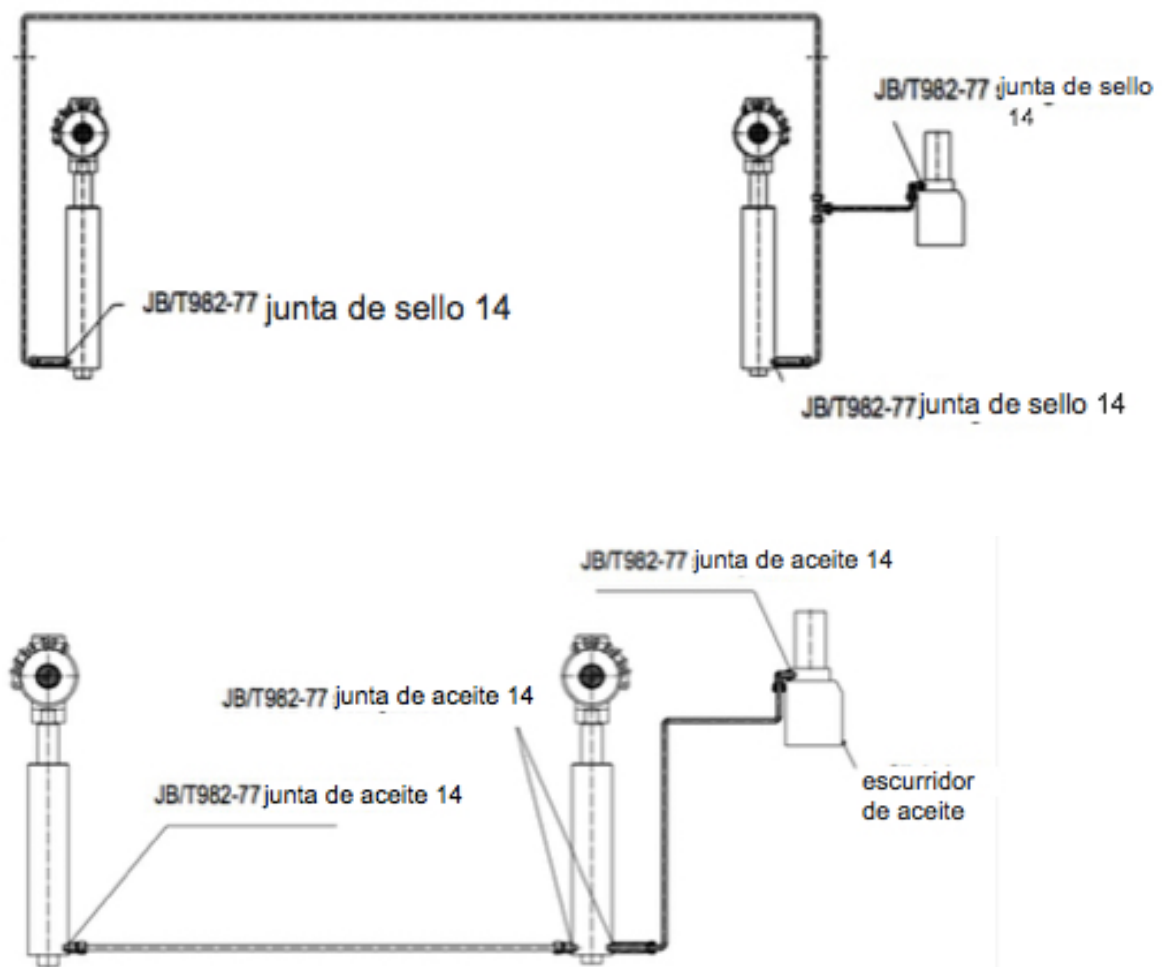 JB/T982-77 junta de sello
14
JB/T982-77 junta de sello 14
JB/T982-77 junta de sello 14
JB/T982-77 junta de aceite 14
JB/T982-77 junta de aceite 14
JB/T982-77 junta de aceite 14
escurridor
de aceite